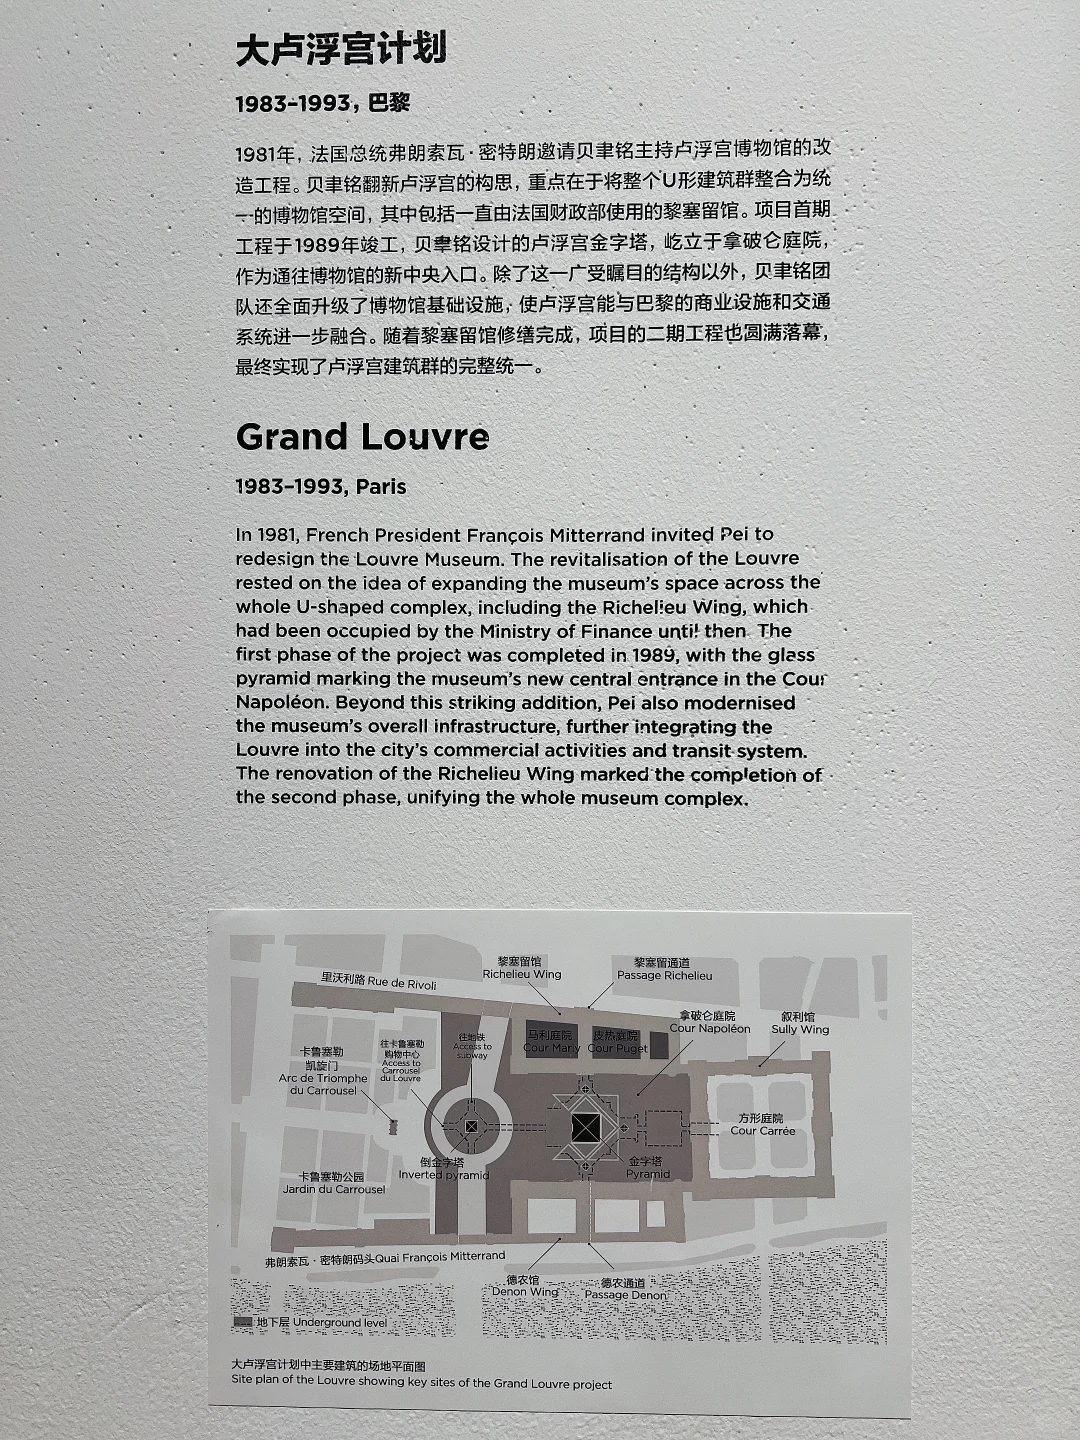 大卢浮宫计划
1983–1993, 巴黎
1981年，法国总统弗朗索瓦·密特朗邀请贝聿铭主持卢浮宫博物馆的改
造工程。贝聿铭翻新卢浮宫的构思，重点在于将整个U形建筑群整合为统
一的博物馆空间，其中包括一直由法国财政部使用的黎塞留馆。项目首期
工程于1989年竣工，贝聿铭设计的卢浮宫金字塔，屹立于拿破仑庭院，
作为通往博物馆的新中央入口。除了这一广受瞩目的结构以外，贝聿铭团
队还全面升级了博物馆基础设施，使卢浮宫能与巴黎的商业设施和交通
系统进一步融合。随着黎塞留馆修缮完成，项目的二期工程也圆满落幕，
最终实现了卢浮宫建筑群的完整统一。
Grand Louvre
1983–1993, Paris
In 1981, French President François Mitterrand invited Pei to
redesign the Louvre Museum. The revitalisation of the Louvre
rested on the idea of expanding the museum's space across the
whole U-shaped complex, including the Richelieu Wing, which
had been occupied by the Ministry of Finance until then. The
first phase of the project was completed in 1989, with the glass
pyramid marking the museum's new central entrance in the Cour
Napoléon. Beyond this striking addition, Pei also modernised
the museum's overall infrastructure, further integrating the
Louvre into the city's commercial activities and transit system.
The renovation of the Richelieu Wing marked the completion of
the second phase, unifying the whole museum complex.
黎塞留馆
Richelieu Wing
黎塞留通道
Passage Richelieu
里沃利路 Rue de Rivoli
拿破仑庭院
Cour Napoléon
叙利馆
Sully Wing
马利庭院
Cour Marly
皮热庭院
Cour Puget
往地铁
Access to
subway
往卡鲁塞勒
购物中心
Access to
Carrousel
du Louvre
卡鲁塞勒
凯旋门
Arc de Triomphe
du Carrousel
方形庭院
Cour Carrée
倒金字塔
Inverted pyramid
金字塔
Pyramid
卡鲁塞勒公园
Jardin du Carrousel
弗朗索瓦·密特朗码头Quai François Mitterrand
德农馆
Denon Wing
德农通道
Passage Denon
地下层 Underground level
大卢浮宫计划中主要建筑的场地平面图
Site plan of the Louvre showing key sites of the Grand Louvre project